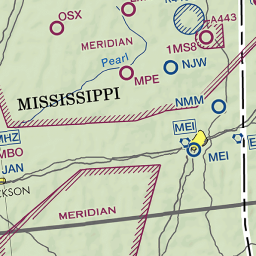 OSX
A443
MERIDIAN
1MS8
Pearl
NJW
MPE
MISSISSIPPI
NMM
MEI
MHZ
MBO
MEI
JAN
KSON
MERIDIAN